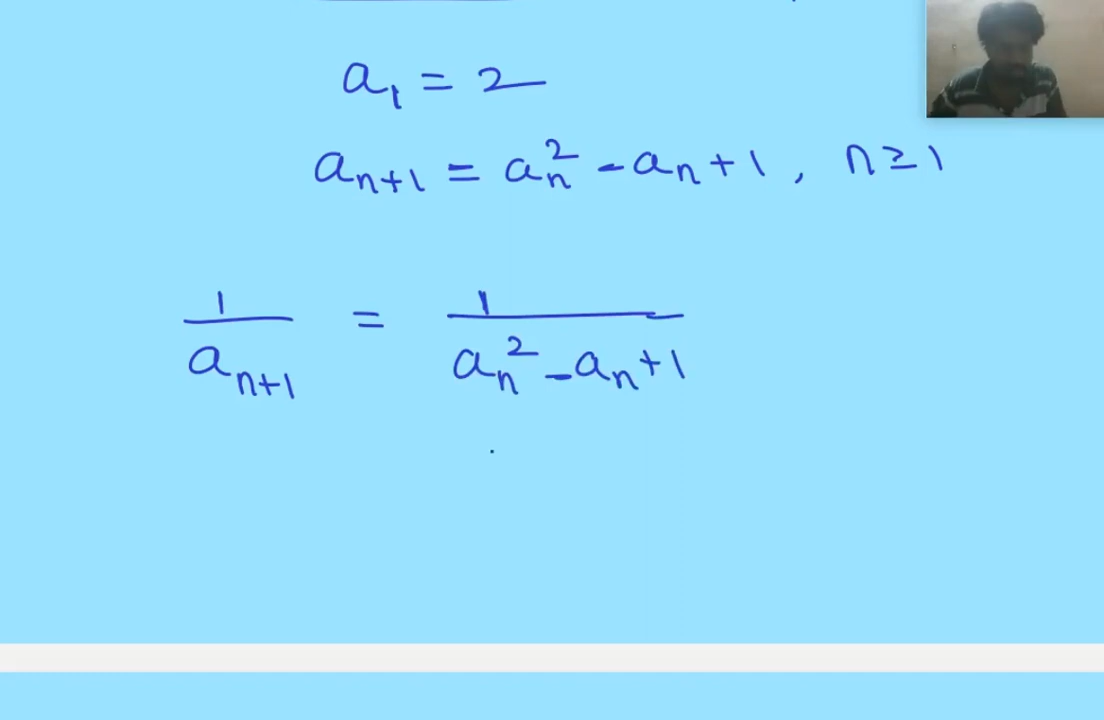 a₁ = 2
aₙ₊₁ = aₙ² - aₙ + 1 , n ≥ 1
1/aₙ₊₁ = 1/(aₙ² - aₙ + 1)